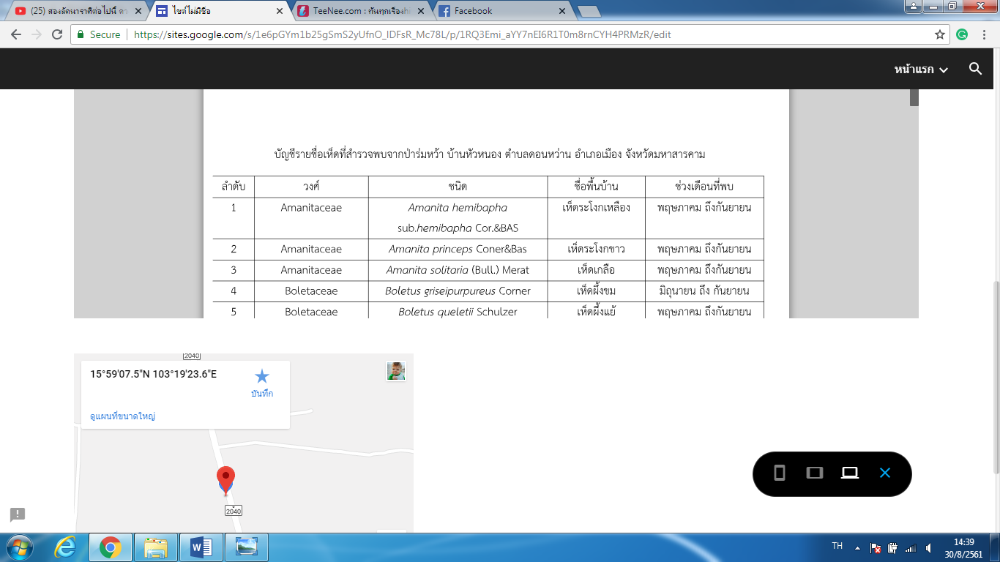 (25) สองลัคนาราศีต่อไปนี้ ดว
ไซต์ไม่มีชื่อ
TeeNee.com : ทันทุกเรื่อง
Facebook
Secure
https://sites.google.com/s/1e6pGYm1b25gSmS2yUfnO_IDFsR_Mc78L/p/1RQ3Emi_aYY7nEI6R1T0m8rnCYH4PRMzR/edit
หน้าแรก
บัญชีรายชื่อเห็ดที่สำรวจพบจากป่าร่มหว้า บ้านหัวหนอง ตำบลดอนหว่าน อำเภอเมือง จังหวัดมหาสารคาม
ลำดับ วงศ์ ชนิด ชื่อพื้นบ้าน ช่วงเดือนที่พบ
1 Amanitaceae Amanita hemibapha เห็ดระโงกเหลือง พฤษภาคม ถึงกันยายน
sub.hemibapha Cor.&BAS
2 Amanitaceae Amanita princeps Coner&Bas เห็ดระโงกขาว พฤษภาคม ถึงกันยายน
3 Amanitaceae Amanita solitaria (Bull.) Merat เห็ดเกลือ พฤษภาคม ถึงกันยายน
4 Boletaceae Boletus griseipurpureus Corner เห็ดผึ้งขม มิถุนายน ถึง กันยายน
5 Boletaceae Boletus queletii Schulzer เห็ดผึ้งแย้ พฤษภาคม ถึงกันยายน
2040
15°59'07.5"N 103°19'23.6"E
บันทึก
ดูแผนที่ขนาดใหญ่
2040
TH
14:39
30/8/2561